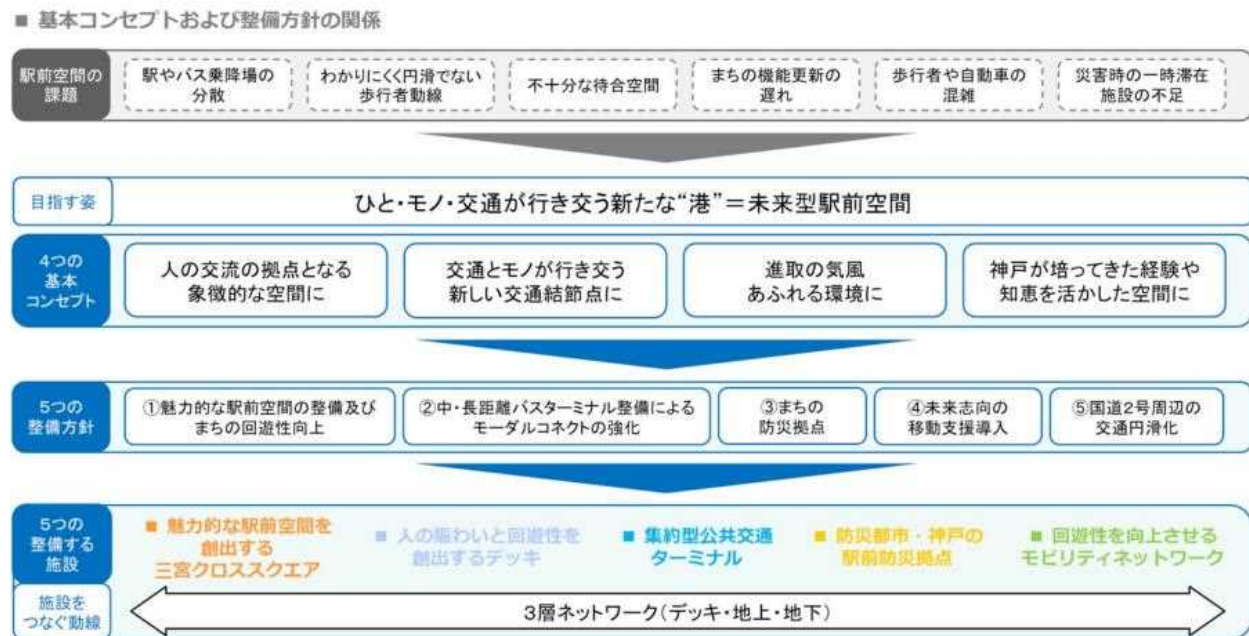 ■ 基本コンセプトおよび整備方針の関係
駅前空間の
課題
駅やバス乗降場の
分散
わかりにくく円滑でない
歩行者動線
不十分な待合空間
まちの機能更新の
遅れ
歩行者や自動車の
混雑
災害時の一時滞在
施設の不足
目指す姿
ひと・モノ・交通が行き交う新たな“港”＝未来型駅前空間
4つの
基本
コンセプト
人の交流の拠点となる
象徴的な空間に
交通とモノが行き交う
新しい交通結節点に
進取の気風
あふれる環境に
神戸が培ってきた経験や
知恵を活かした空間に
5つの
整備方針
①魅力的な駅前空間の整備及び
まちの回遊性向上
②中・長距離バスターミナル整備による
モーダルコネクトの強化
③まちの
防災拠点
④未来志向の
移動支援導入
⑤国道2号周辺の
交通円滑化
5つの
整備する
施設
■ 魅力的な駅前空間を
創出する
三宮クロススクエア
■ 人の賑わいと回遊性を
創出するデッキ
■ 集約型公共交通
ターミナル
■ 防災都市・神戸の
駅前防災拠点
■ 回遊性を向上させる
モビリティネットワーク
施設を
つなぐ動線
3層ネットワーク（デッキ・地上・地下）